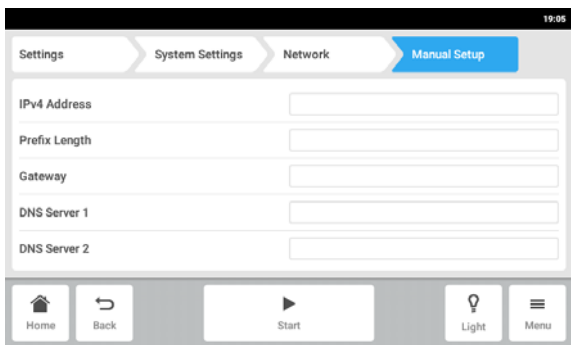 19:05
Settings System Settings Network Manual Setup
IPv4 Address
Prefix Length
Gateway
DNS Server 1
DNS Server 2
Home Back Start Light Menu